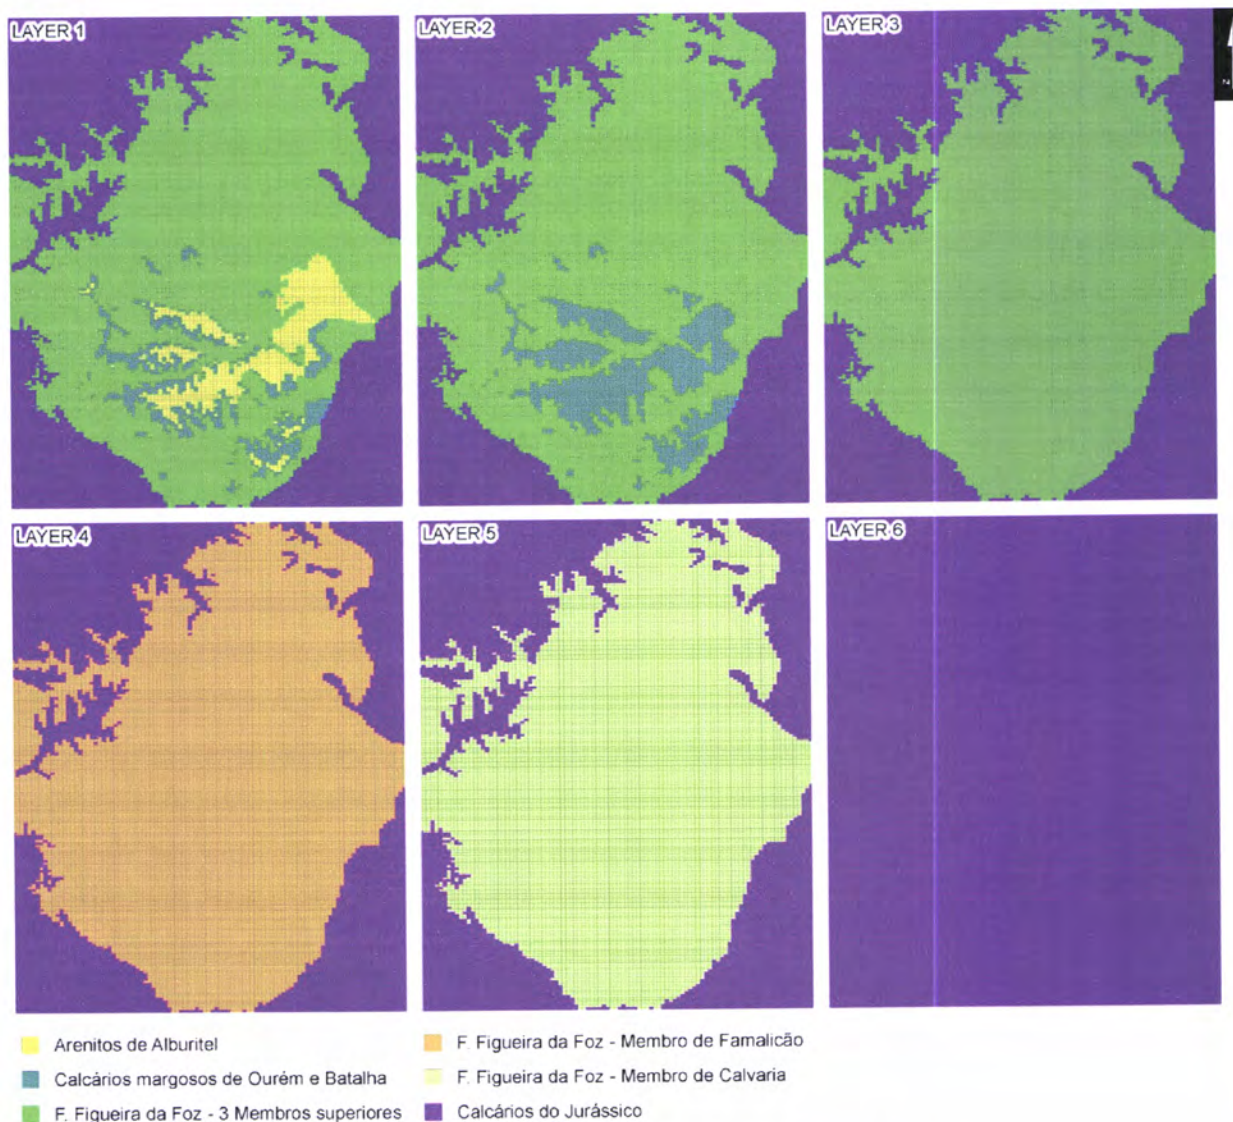 LAYER 1
LAYER 2
LAYER 3
LAYER 4
LAYER 5
LAYER 6
Arenitos de Alburitel
Calcários margosos de Ourém e Batalha
F. Figueira da Foz - 3 Membros superiores
F. Figueira da Foz - Membro de Famalicão
F. Figueira da Foz - Membro de Calvaria
Calcários do Jurássico